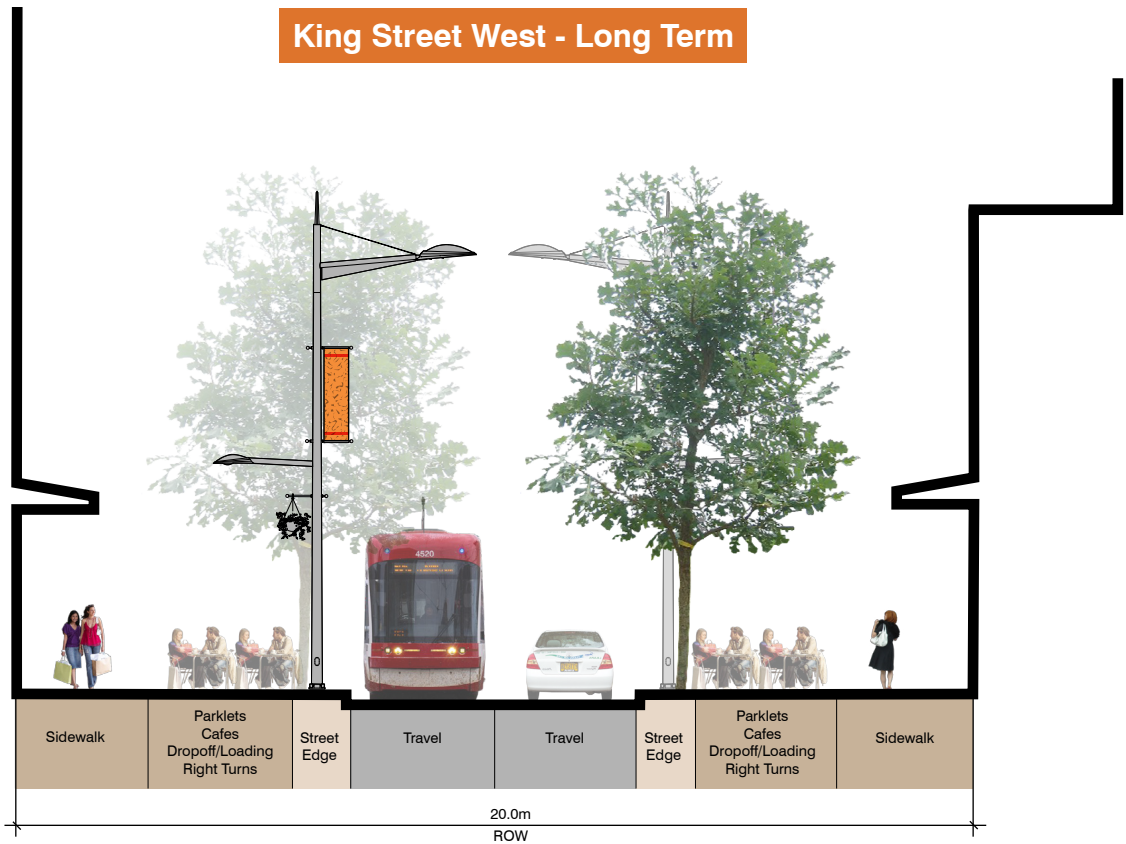 King Street West - Long Term
4520
Sidewalk
Parklets
Cafes
Dropoff/Loading
Right Turns
Street
Edge
Travel
Travel
Street
Edge
Parklets
Cafes
Dropoff/Loading
Right Turns
Sidewalk
20.0m
ROW